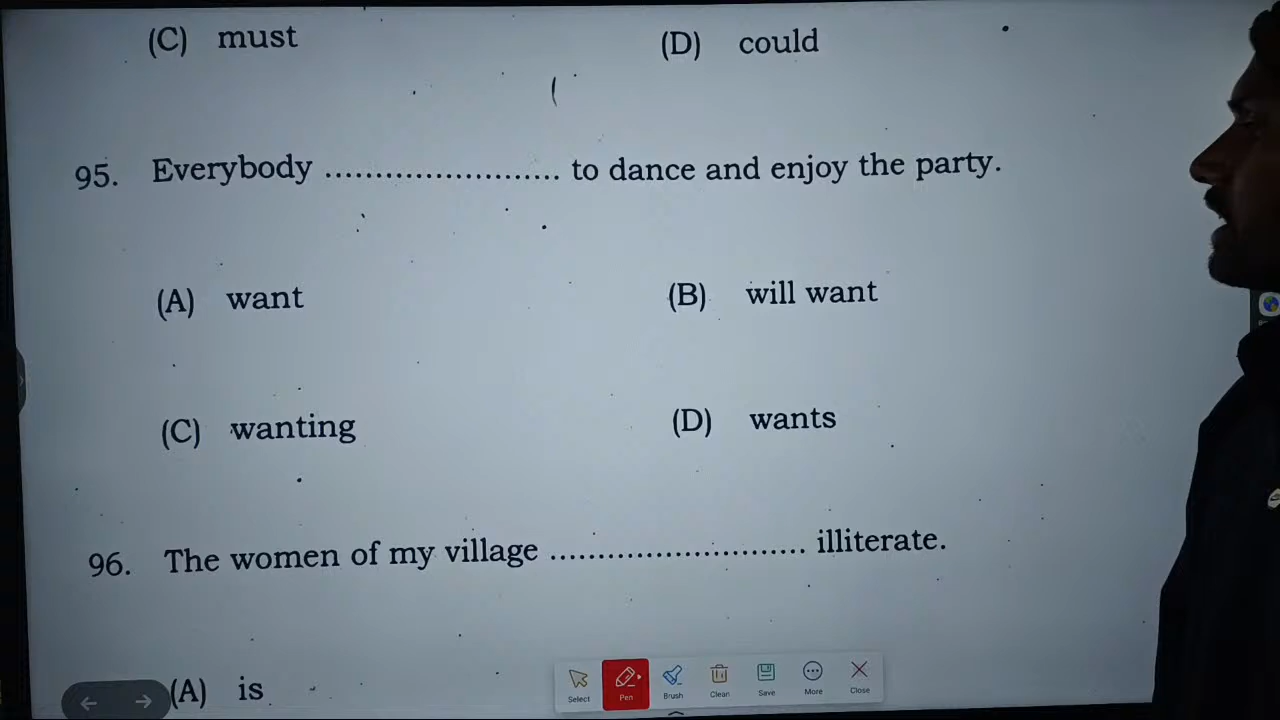 (C) must (D) could
95. Everybody ........................ to dance and enjoy the party.
(A) want (B) will want
(C) wanting (D) wants
96. The women of my village ........................... illiterate.
(A) is
Select Pen Brush Clean Save More Close